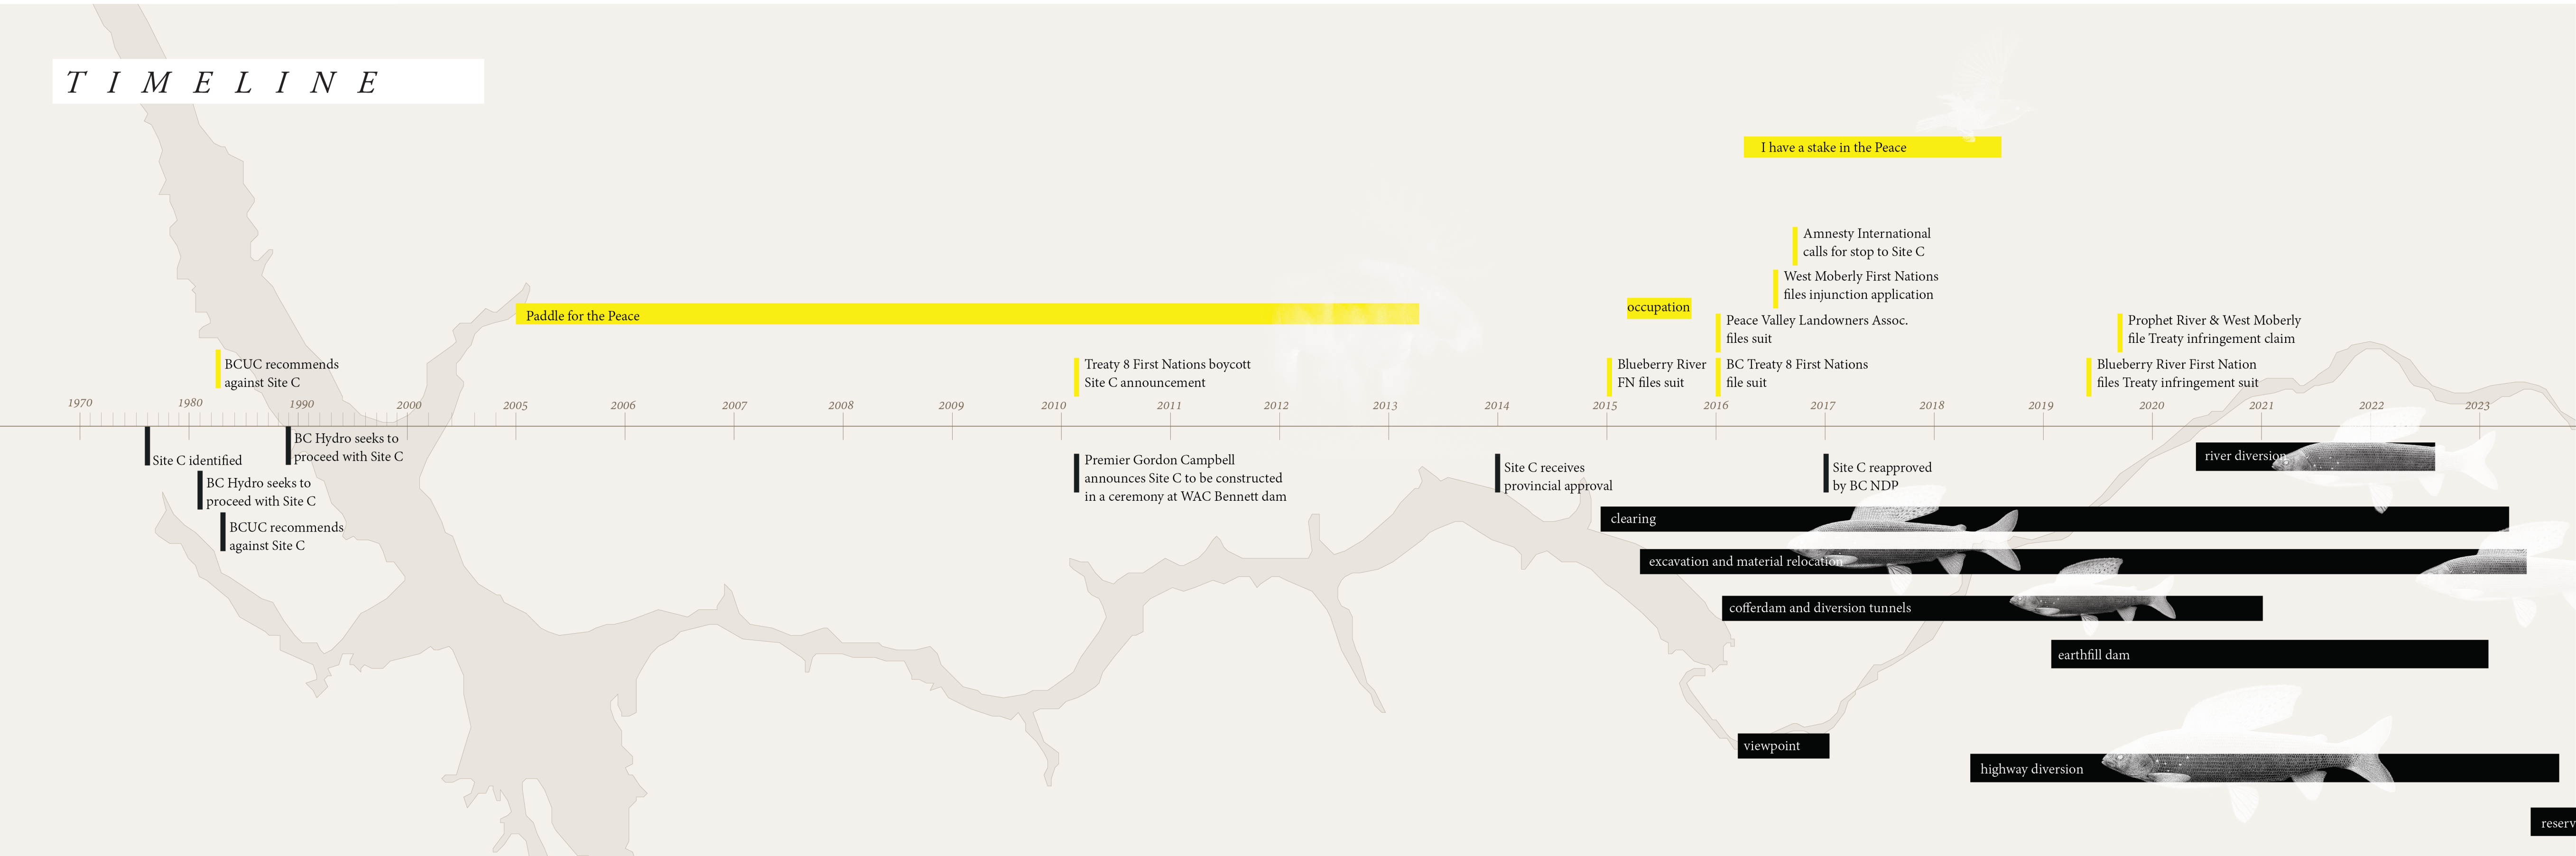 TIMELINE
I have a stake in the Peace
Amnesty International
calls for stop to Site C
West Moberly First Nations
files injunction application
occupation
Paddle for the Peace
Peace Valley Landowners Assoc.
files suit
Prophet River & West Moberly
file Treaty infringement claim
BCUC recommends
against Site C
Treaty 8 First Nations boycott
Site C announcement
Blueberry River
FN files suit
BC Treaty 8 First Nations
file suit
Blueberry River First Nation
files Treaty infringement suit
1970 1980 1990 2000 2005 2006 2007 2008 2009 2010 2011 2012 2013 2014 2015 2016 2017 2018 2019 2020 2021 2022 2023
BC Hydro seeks to
proceed with Site C
Site C identified
BC Hydro seeks to
proceed with Site C
BCUC recommends
against Site C
Premier Gordon Campbell
announces Site C to be constructed
in a ceremony at WAC Bennett dam
Site C receives
provincial approval
Site C reapproved
by BC NDP
river diversion
clearing
excavation and material relocation
cofferdam and diversion tunnels
earthfill dam
viewpoint
highway diversion
reserv